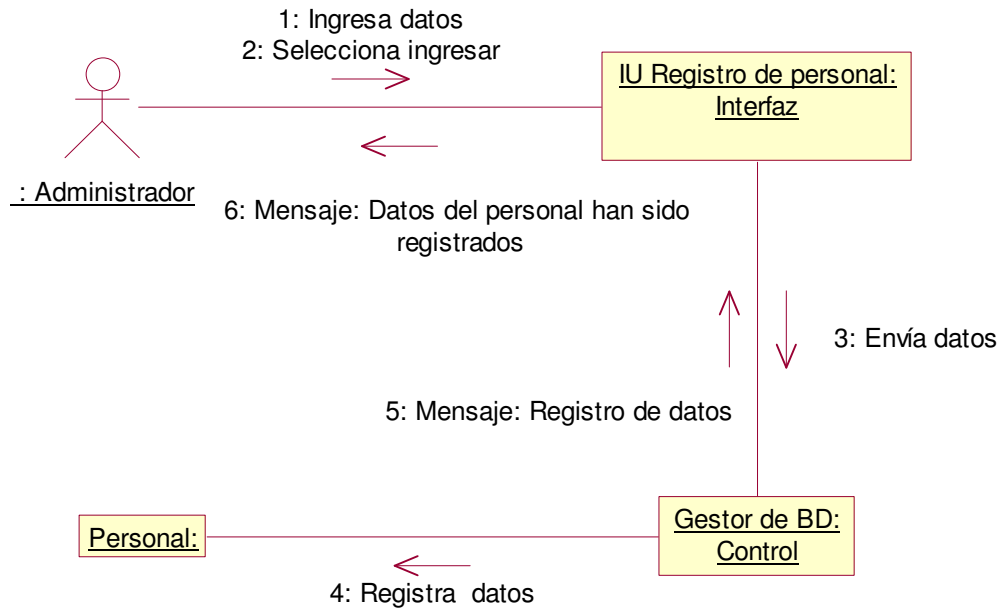 1: Ingresa datos
2: Selecciona ingresar
IU Registro de personal:
Interfaz
: Administrador
6: Mensaje: Datos del personal han sido
registrados
3: Envía datos
5: Mensaje: Registro de datos
Personal:
Gestor de BD:
Control
4: Registra datos